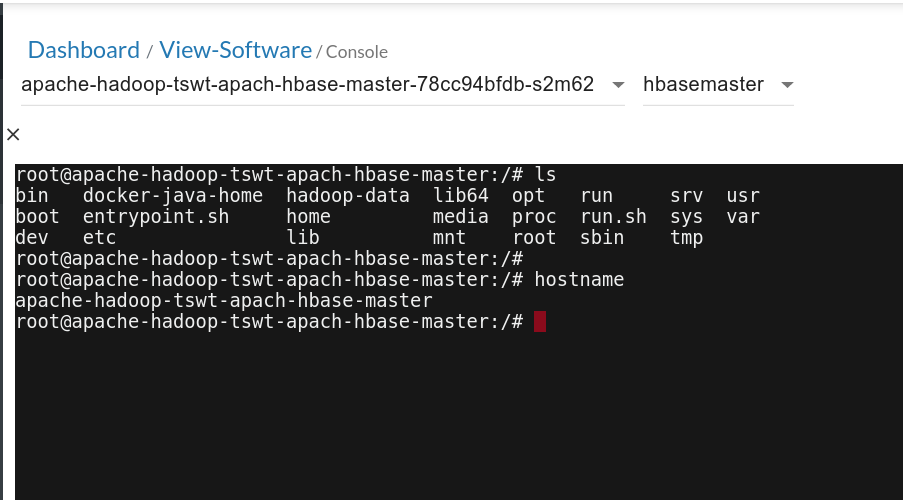 Dashboard / View-Software / Console
apache-hadoop-tswt-apach-hbase-master-78cc94bfdb-s2m62 hbasemaster
×
root@apache-hadoop-tswt-apach-hbase-master:/# ls
bin docker-java-home hadoop-data lib64 opt run srv usr
boot entrypoint.sh home media proc run.sh sys var
dev etc lib mnt root sbin tmp
root@apache-hadoop-tswt-apach-hbase-master:/#
root@apache-hadoop-tswt-apach-hbase-master:/# hostname
apache-hadoop-tswt-apach-hbase-master
root@apache-hadoop-tswt-apach-hbase-master:/#